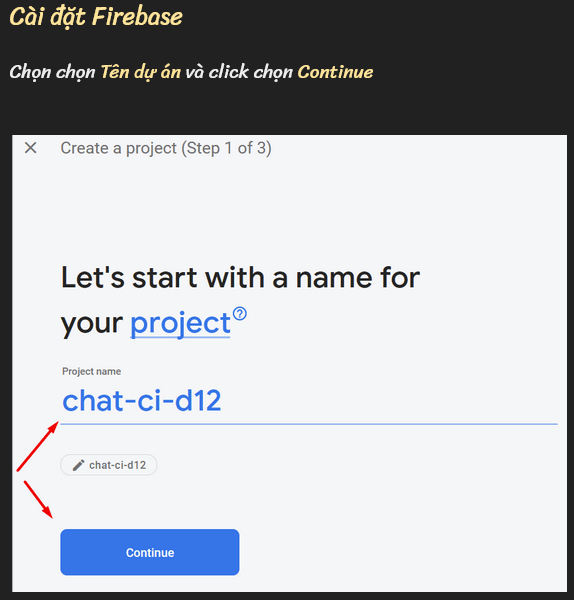 Cài đặt Firebase
Chọn chọn Tên dự án và click chọn Continue
Create a project (Step 1 of 3)
Let's start with a name for
your project
Project name
chat-ci-d12
chat-ci-d12
Continue